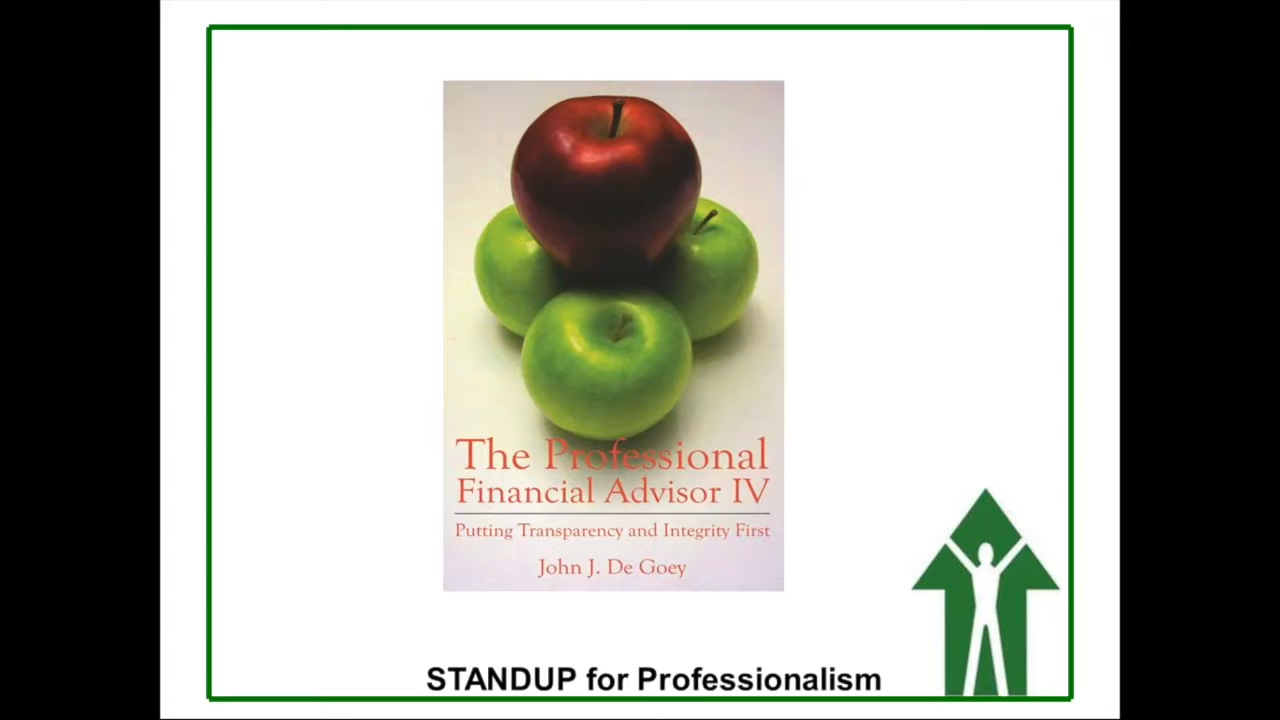 The Professional
Financial Advisor IV
Putting Transparency and Integrity First
John J. De Goey
STANDUP for Professionalism